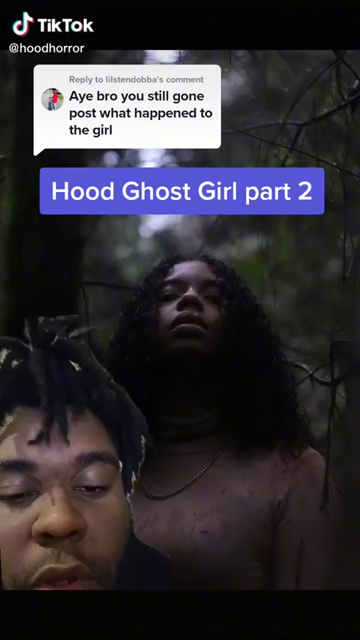 TikTok
@hoodhorror
Reply to lilstendobba's comment
Aye bro you still gone
post what happened to
the girl
Hood Ghost Girl part 2